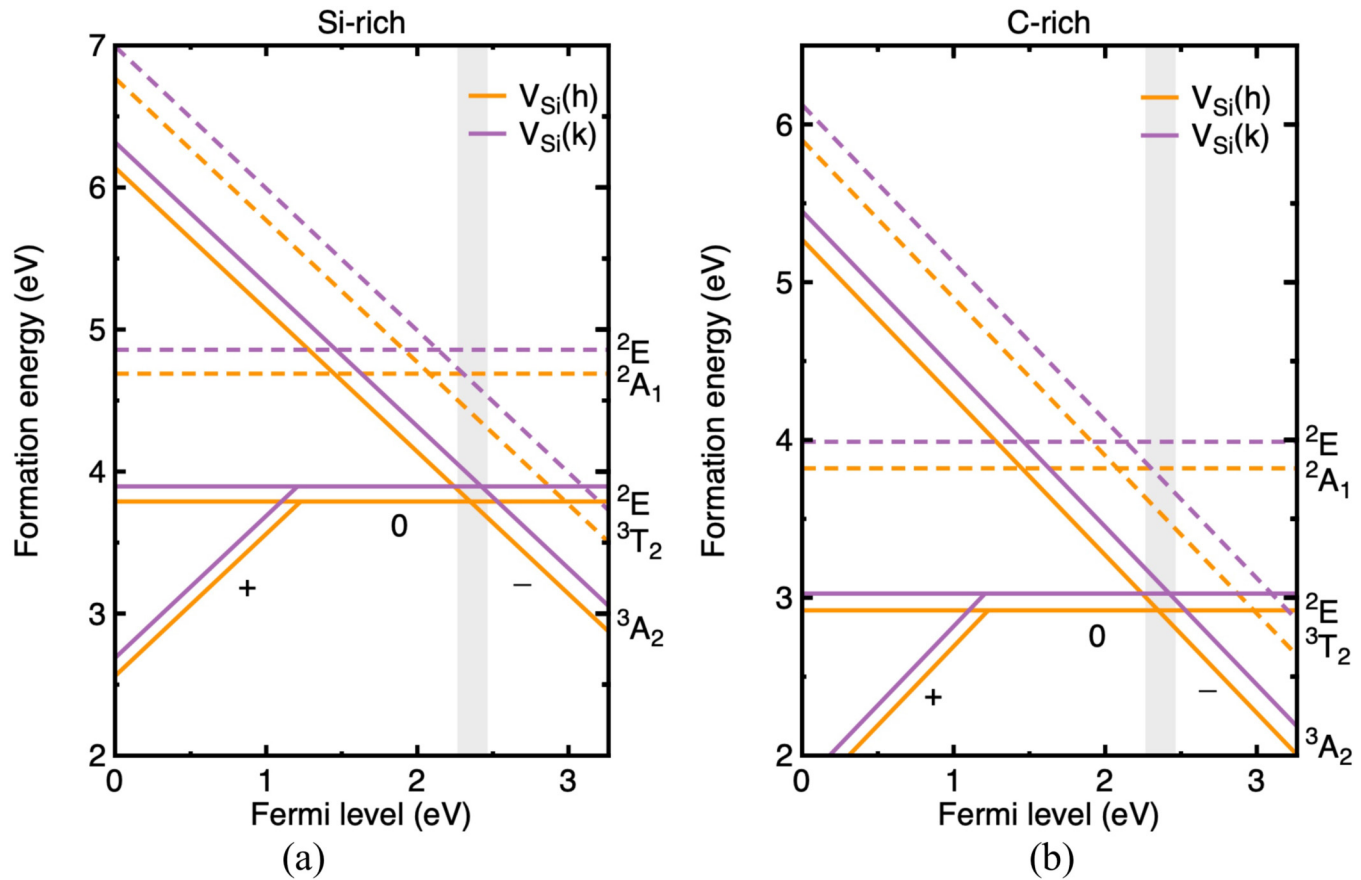 Si-rich
Formation energy (eV)
7
6
5
4
3
2
V_Si(h)
V_Si(k)
²E
²A₁
²E
³T₂
³A₂
+
0
–
0
1
2
3
Fermi level (eV)
(a)
C-rich
Formation energy (eV)
6
5
4
3
2
V_Si(h)
V_Si(k)
²E
²A₁
²E
³T₂
³A₂
+
0
–
0
1
2
3
Fermi level (eV)
(b)